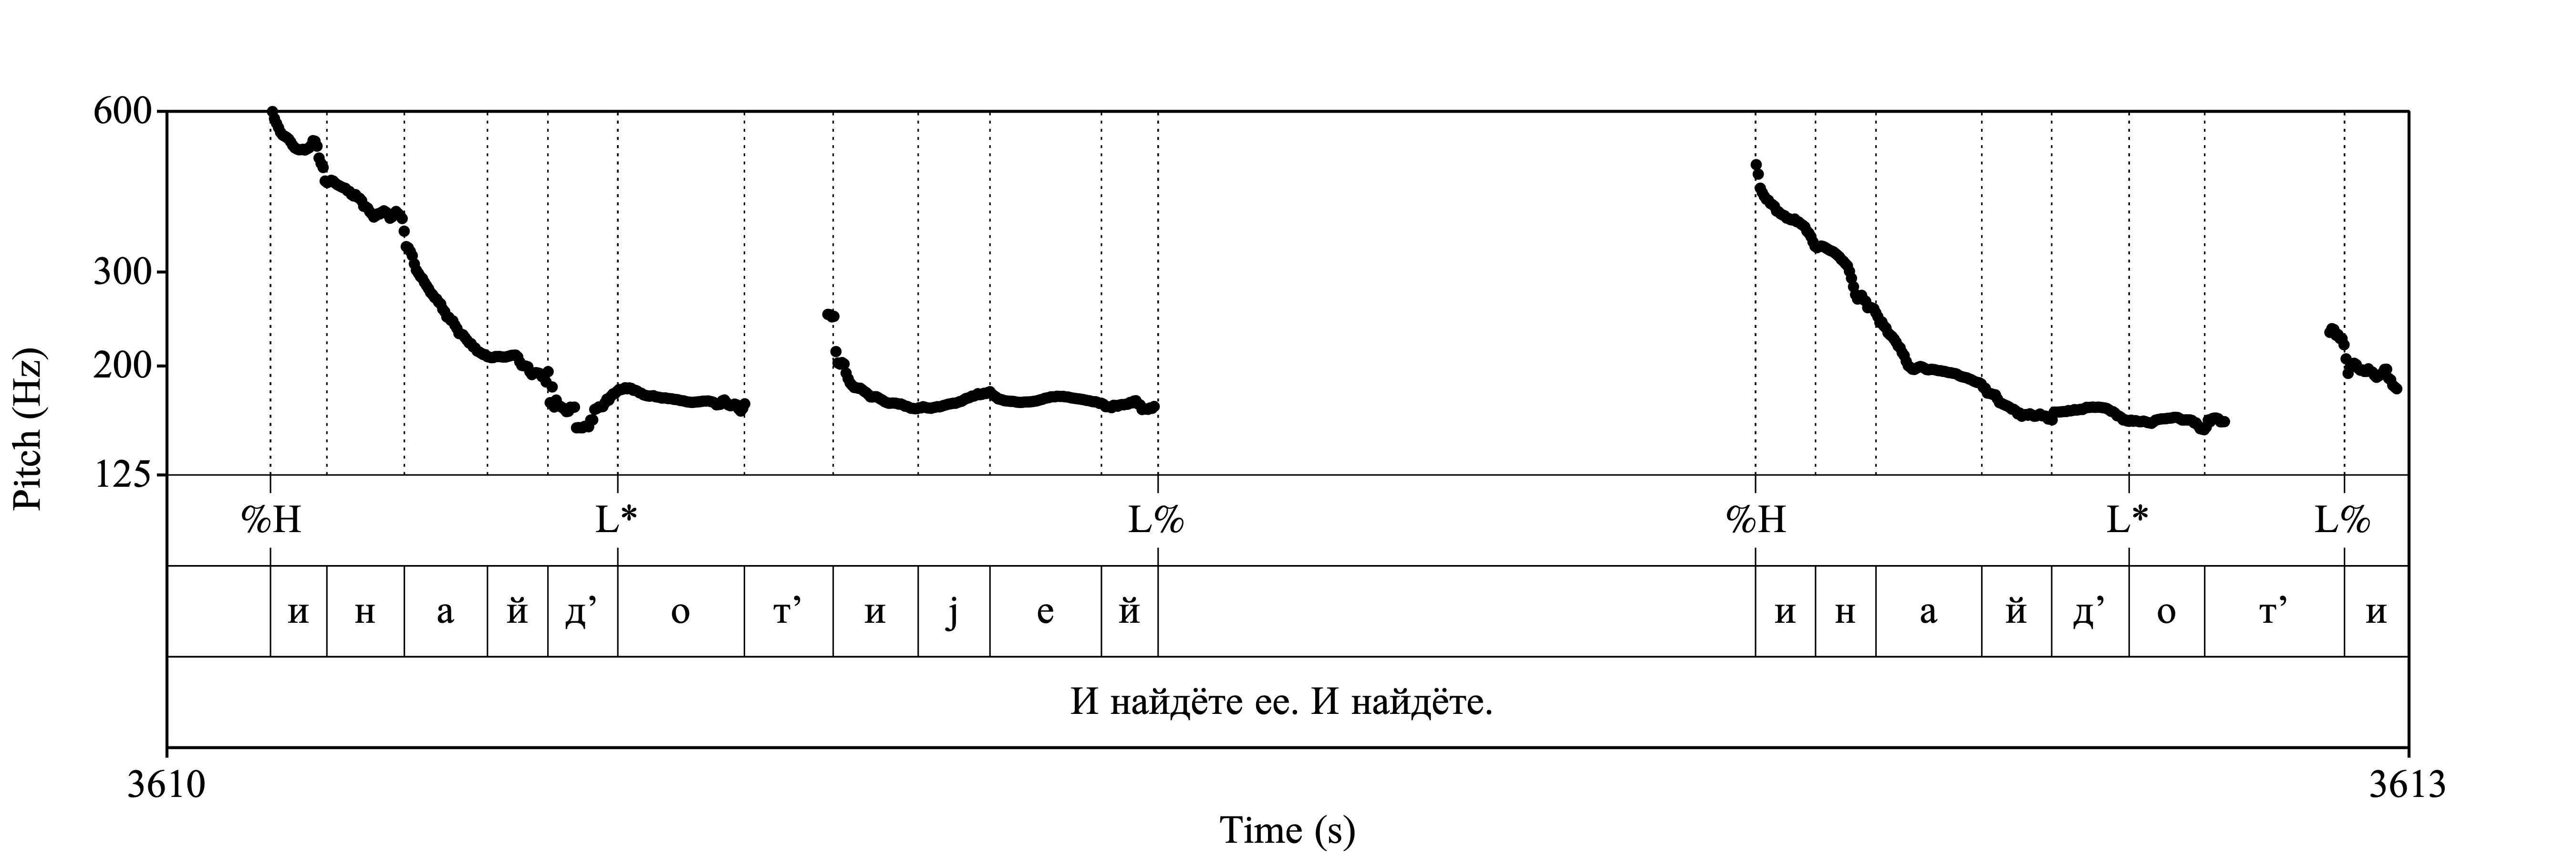 600
300
200
125
Pitch (Hz)
%H L* L% %H L* L%
и н а й д’ о т’ и j е й и н а й д’ о т’ и
И найдёте ее. И найдёте.
3610 3613
Time (s)